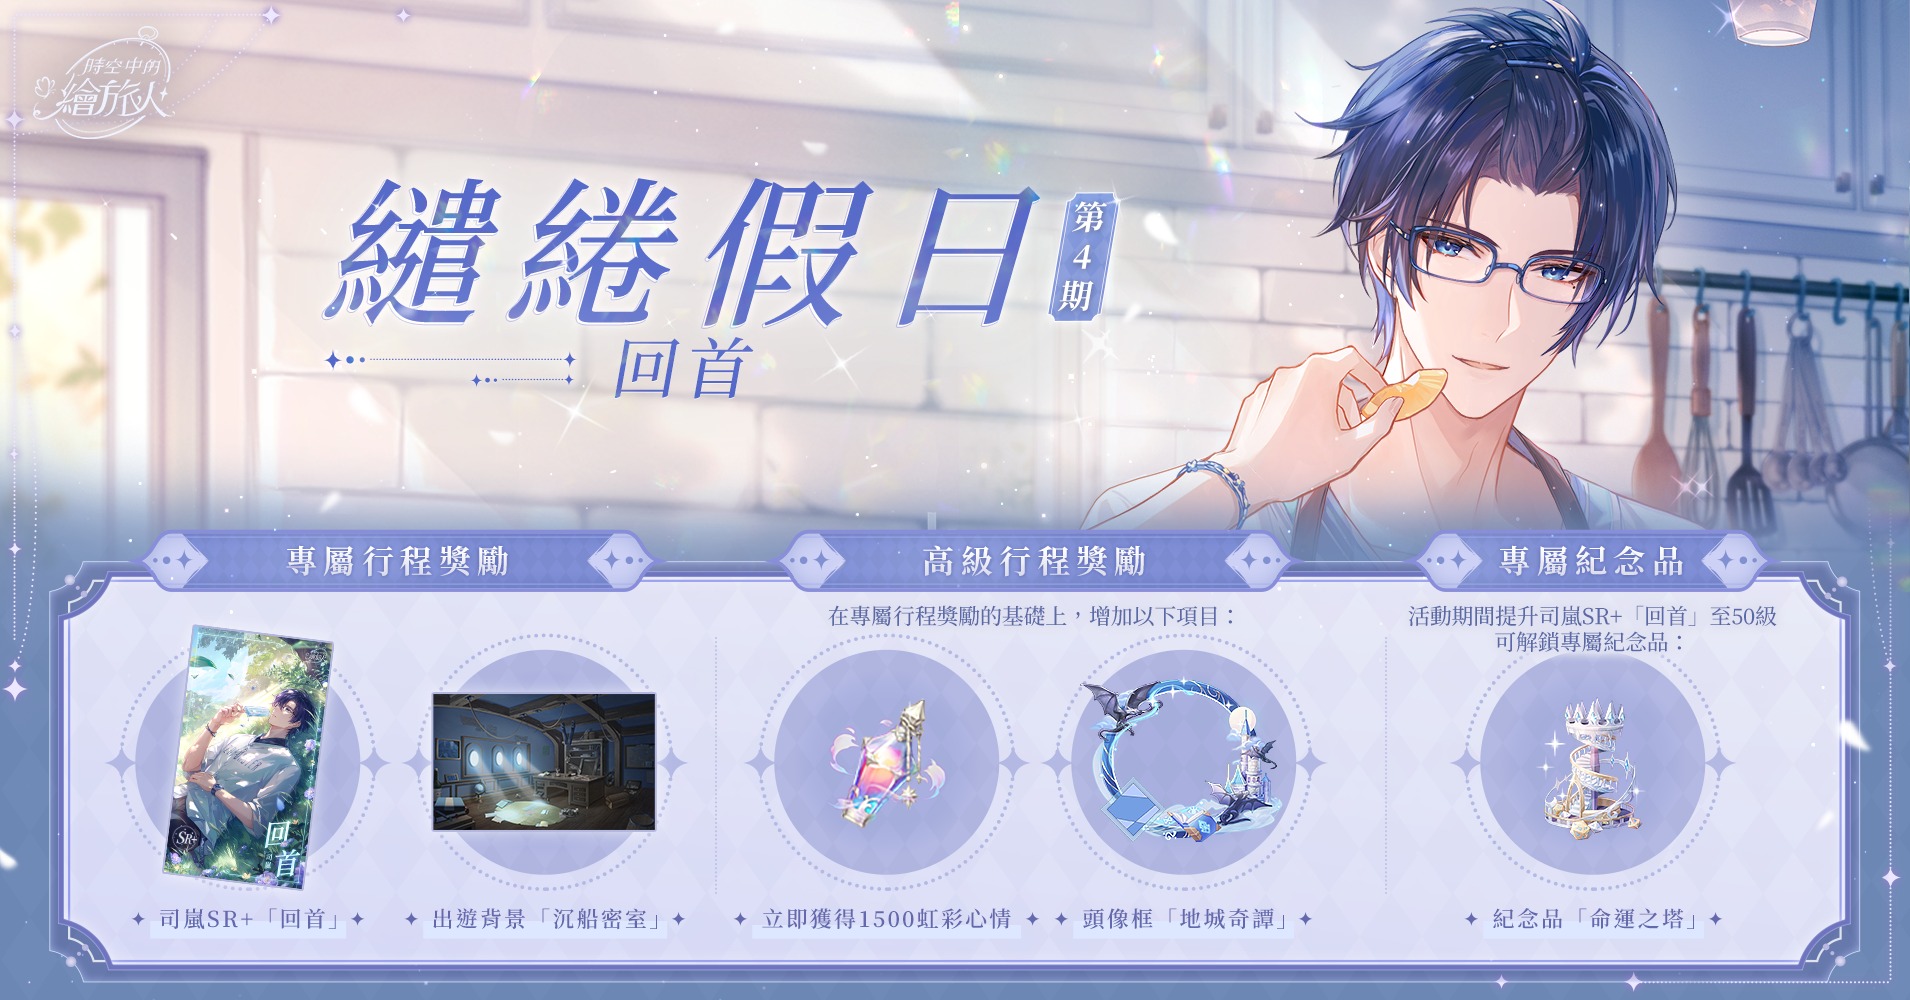 時空中的
繪旅人
繾綣假日
第4期
回首
專屬行程獎勵
高級行程獎勵
專屬紀念品
在專屬行程獎勵的基礎上，增加以下項目：
活動期間提升司嵐SR+「回首」至50級
可解鎖專屬紀念品：
SR+
回首
司嵐
司嵐SR+「回首」
出遊背景「沉船密室」
立即獲得1500虹彩心情
頭像框「地城奇譚」
紀念品「命運之塔」